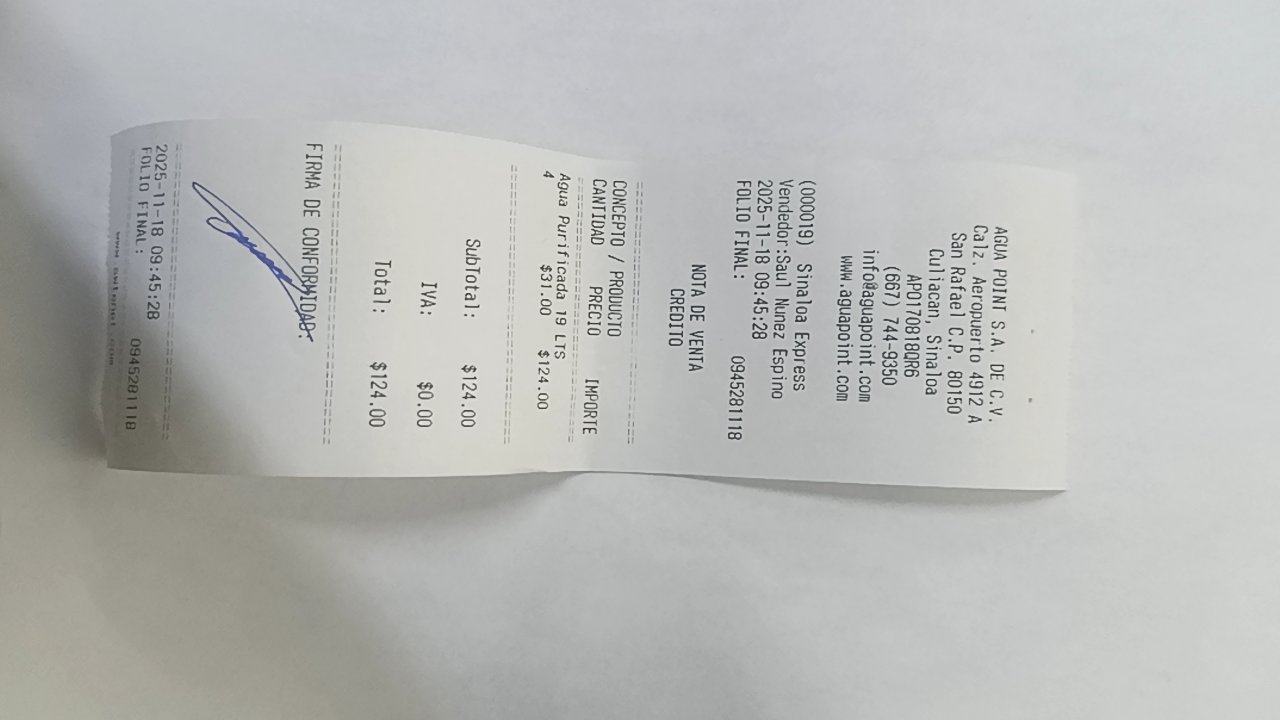 AGUA POINT S.A. DE C.V.
Calz. Aeropuerto 4912 A
San Rafael C.P. 80150
Culiacan, Sinaloa
APO170818QR6
(667) 744-9350
info@aguapoint.com
www.aguapoint.com
(000019) Sinaloa Express
Vendedor:Saul Nunez Espino
2025-11-18 09:45:28
FOLIO FINAL: 0945281118
NOTA DE VENTA
CREDITO
CONCEPTO / PRODUCTO
CANTIDAD PRECIO IMPORTE
Agua Purificada 19 LTS
4 $31.00 $124.00
SubTotal: $124.00
IVA: $0.00
Total: $124.00
FIRMA DE CONFORMIDAD:
2025-11-18 09:45:28
FOLIO FINAL: 0945281118